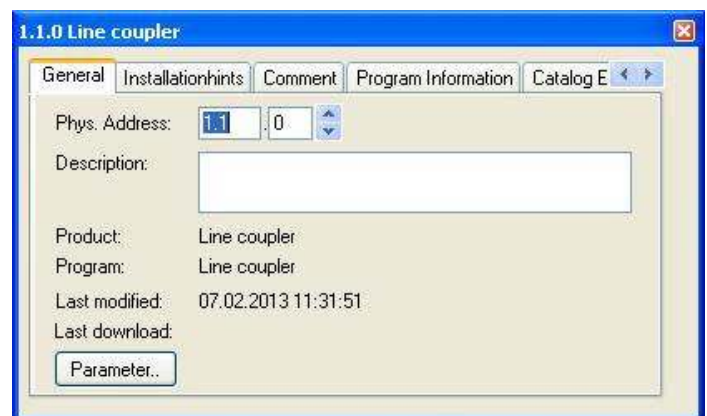 1.1.0 Line coupler
General Installationhints Comment Program Information Catalog E
Phys. Address: 1.1 . 0
Description:
Product: Line coupler
Program: Line coupler
Last modified: 07.02.2013 11:31:51
Last download:
Parameter..